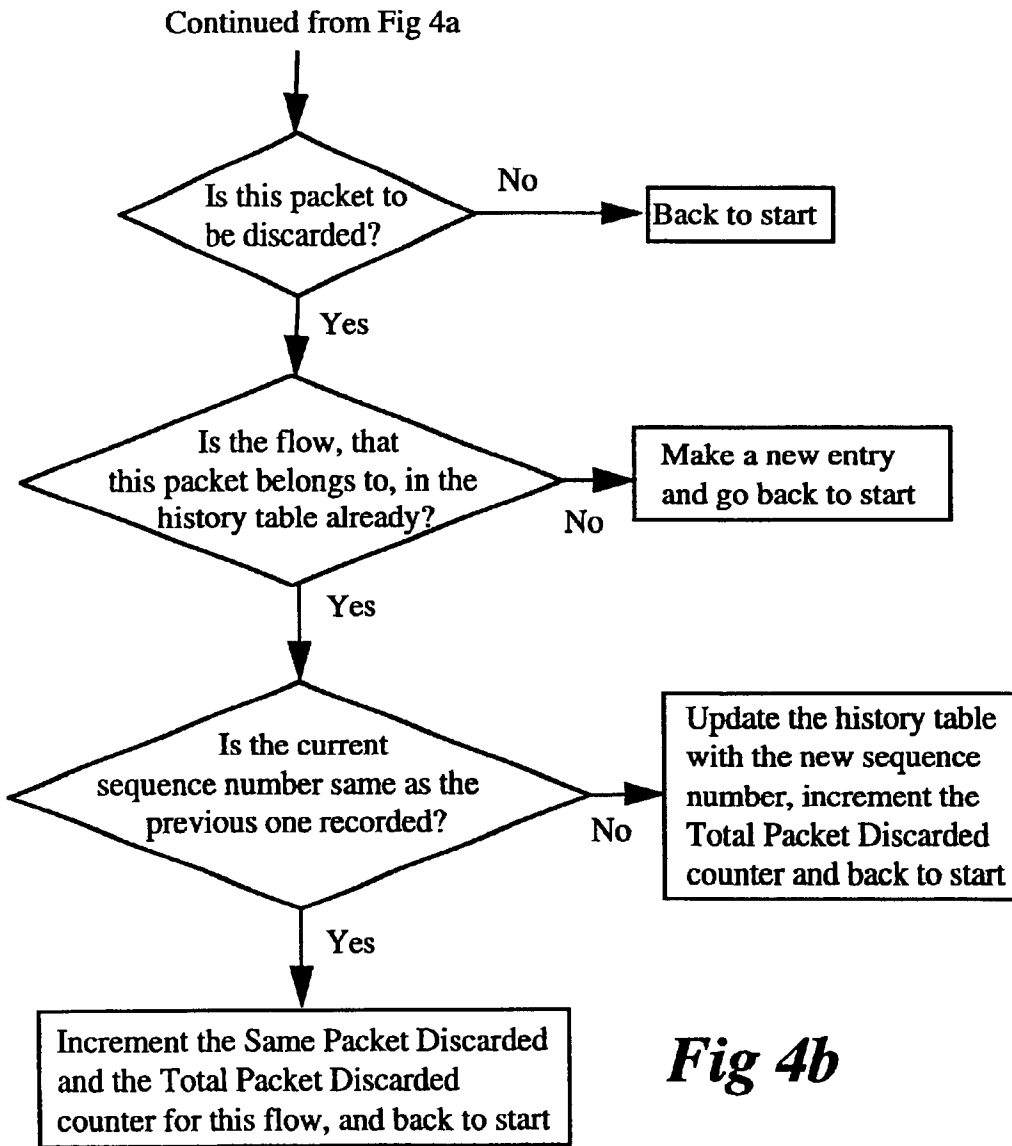 Continued from Fig 4a
Is this packet to
be discarded?
No
Back to start
Yes
Is the flow, that
this packet belongs to, in the
history table already?
No
Make a new entry
and go back to start
Yes
Is the current
sequence number same as the
previous one recorded?
No
Update the history table
with the new sequence
number, increment the
Total Packet Discarded
counter and back to start
Yes
Increment the Same Packet Discarded
and the Total Packet Discarded
counter for this flow, and back to start
Fig 4b